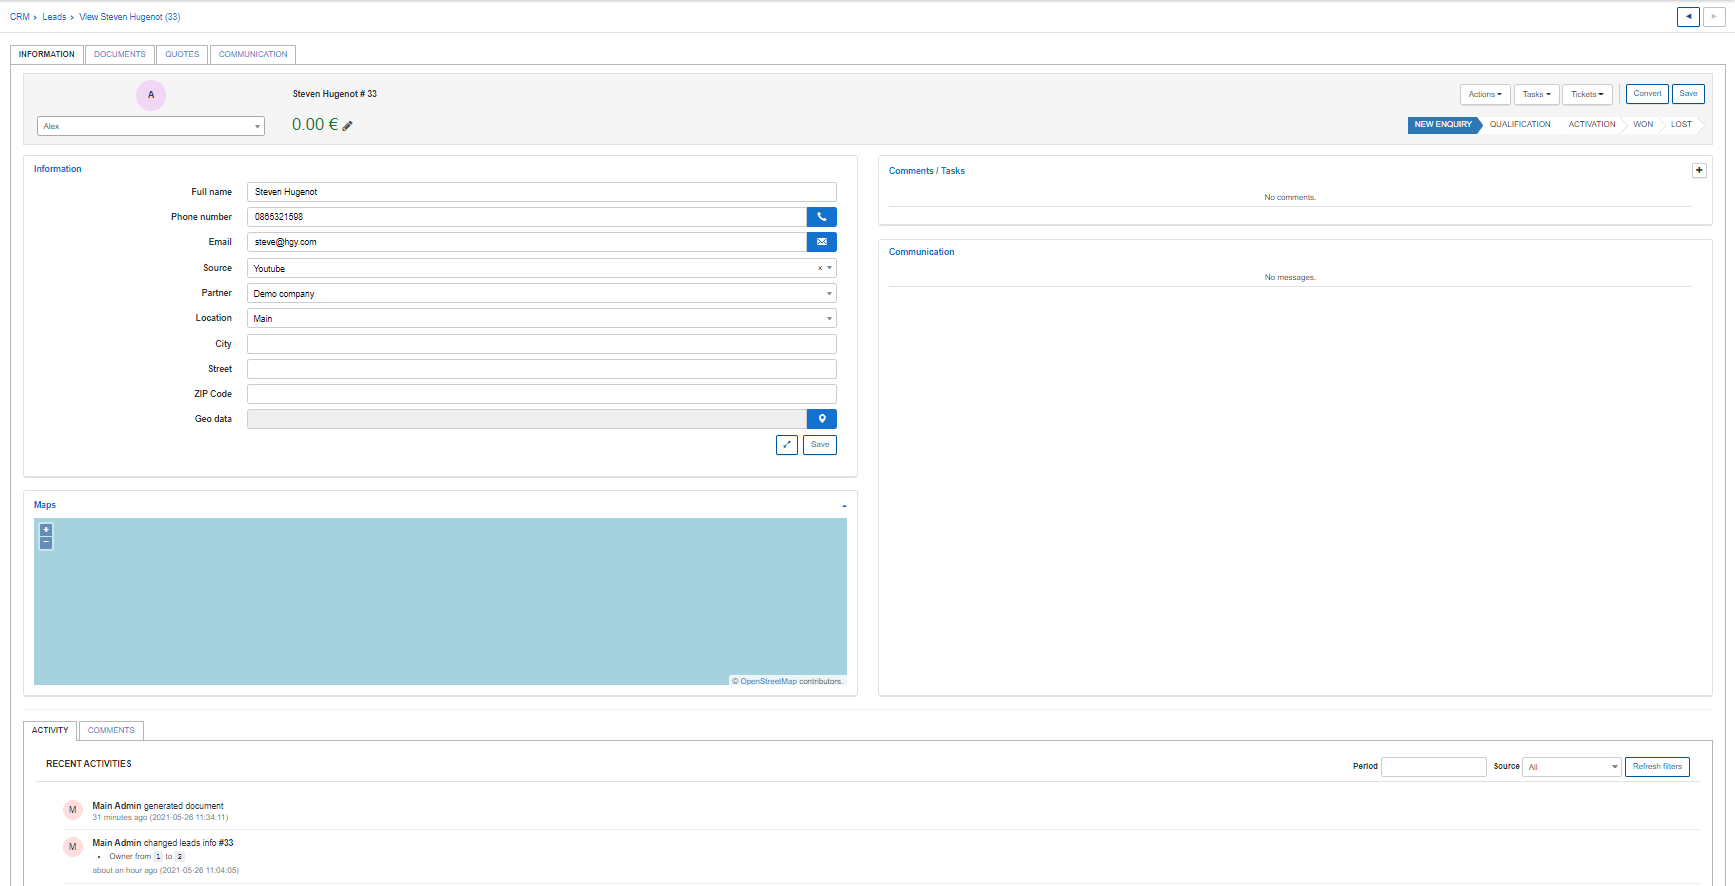 CRM › Leads › View Steven Hugenot (33)
INFORMATION DOCUMENTS QUOTES COMMUNICATION
A
Steven Hugenot # 33
Actions Tasks Tickets Convert Save
Alex
0.00 €
NEW ENQUIRY QUALIFICATION ACTIVATION WON LOST
Information
Full name Steven Hugenot
Phone number 0865321598
Email steve@hgy.com
Source Youtube ×
Partner Demo company
Location Main
City
Street
ZIP Code
Geo data
Save
Comments / Tasks +
No comments.
Communication
No messages.
Maps
+
−
© OpenStreetMap contributors.
ACTIVITY COMMENTS
RECENT ACTIVITIES
Period Source All Refresh filters
M Main Admin generated document
31 minutes ago (2021-05-26 11:34:11)
M Main Admin changed leads info #33
• Owner from 1 to 2
about an hour ago (2021-05-26 11:04:05)